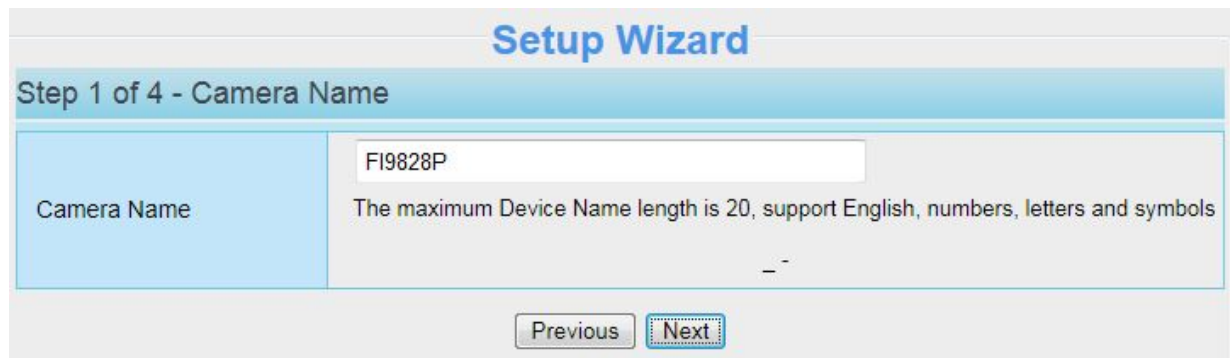 Setup Wizard
Step 1 of 4 - Camera Name
Camera Name
FI9828P
The maximum Device Name length is 20, support English, numbers, letters and symbols
_ -
Previous
Next